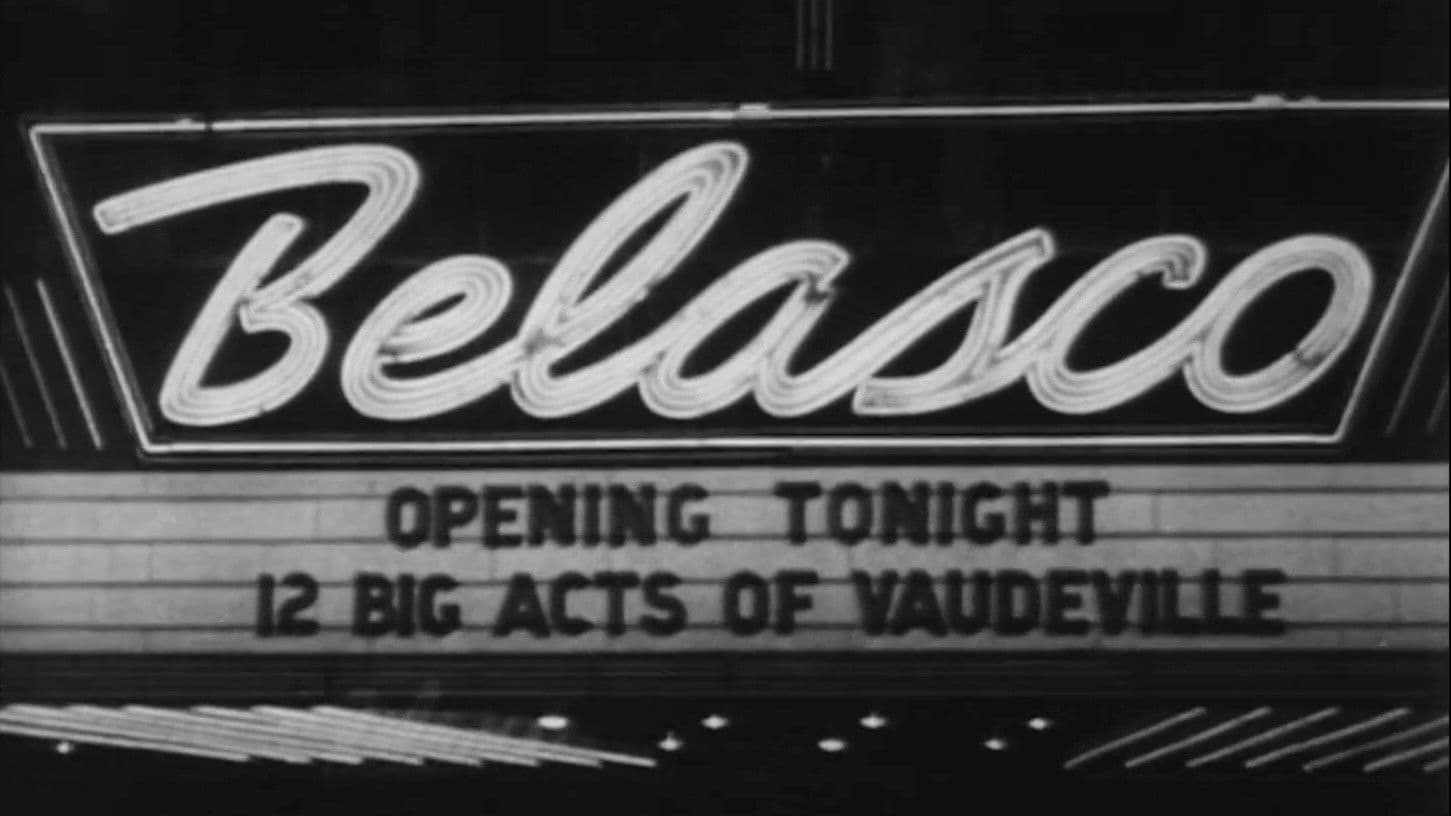 Belasco
OPENING TONIGHT
12 BIG ACTS OF VAUDEVILLE